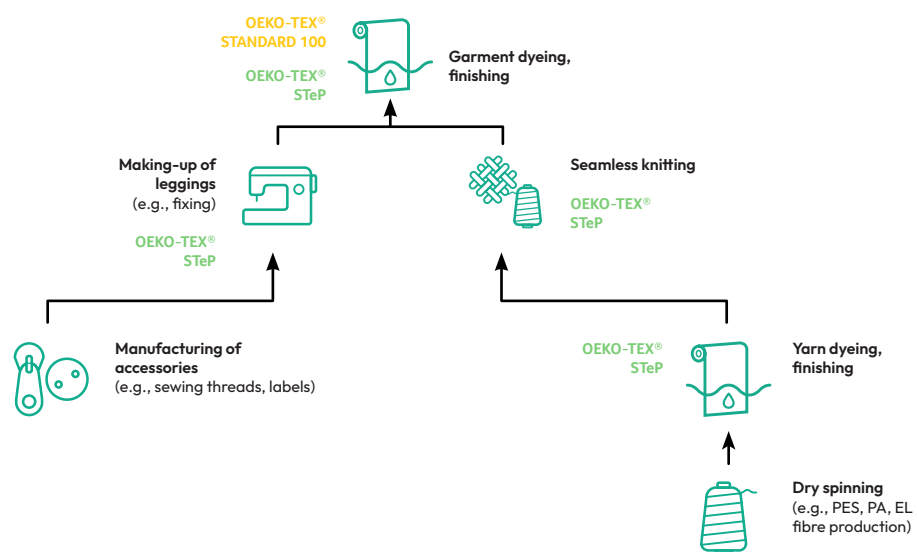 OEKO-TEX®
STANDARD 100
OEKO-TEX®
STeP
Garment dyeing,
finishing
Making-up of
leggings
(e.g., fixing)
OEKO-TEX®
STeP
Seamless knitting
OEKO-TEX®
STeP
Manufacturing of
accessories
(e.g., sewing threads, labels)
OEKO-TEX®
STeP
Yarn dyeing,
finishing
Dry spinning
(e.g., PES, PA, EL
fibre production)